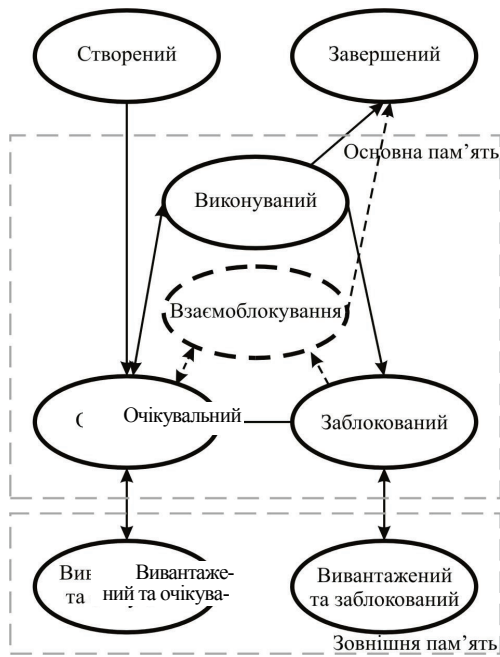 Створений
Завершений
Основна пам’ять
Виконуваний
Взаємоблокування
Очікувальний
Заблокований
Вивантаже-
ний та очікува-
Вивантажений
та заблокований
Зовнішня пам’ять